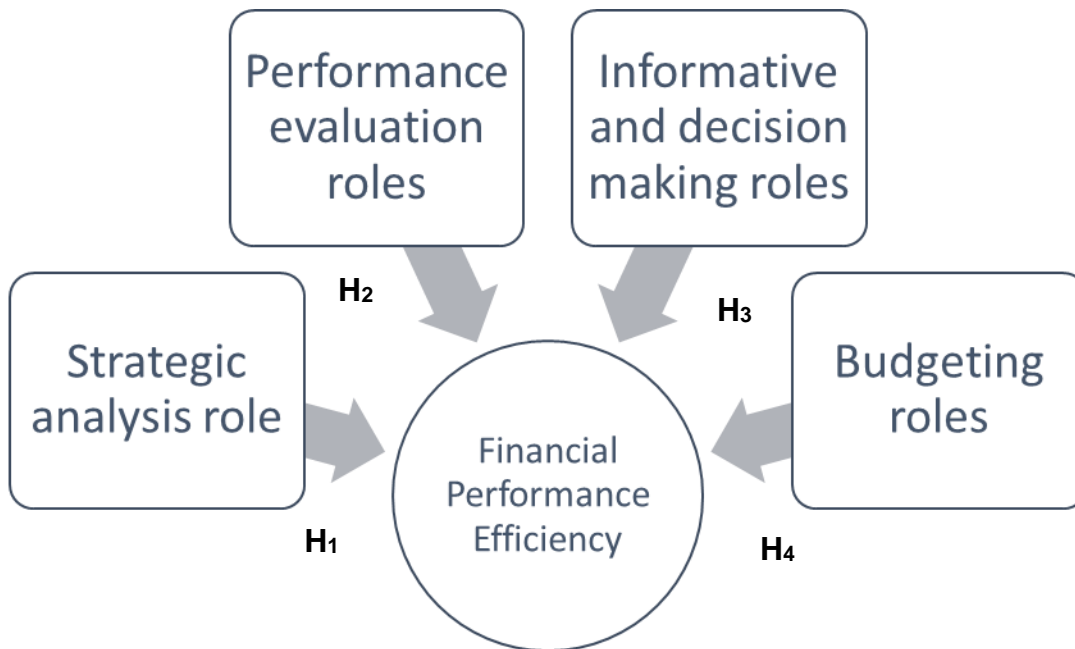 Performance
evaluation
roles
Informative
and decision
making roles
H2
H3
Strategic
analysis role
Budgeting
roles
Financial
Performance
Efficiency
H1
H4